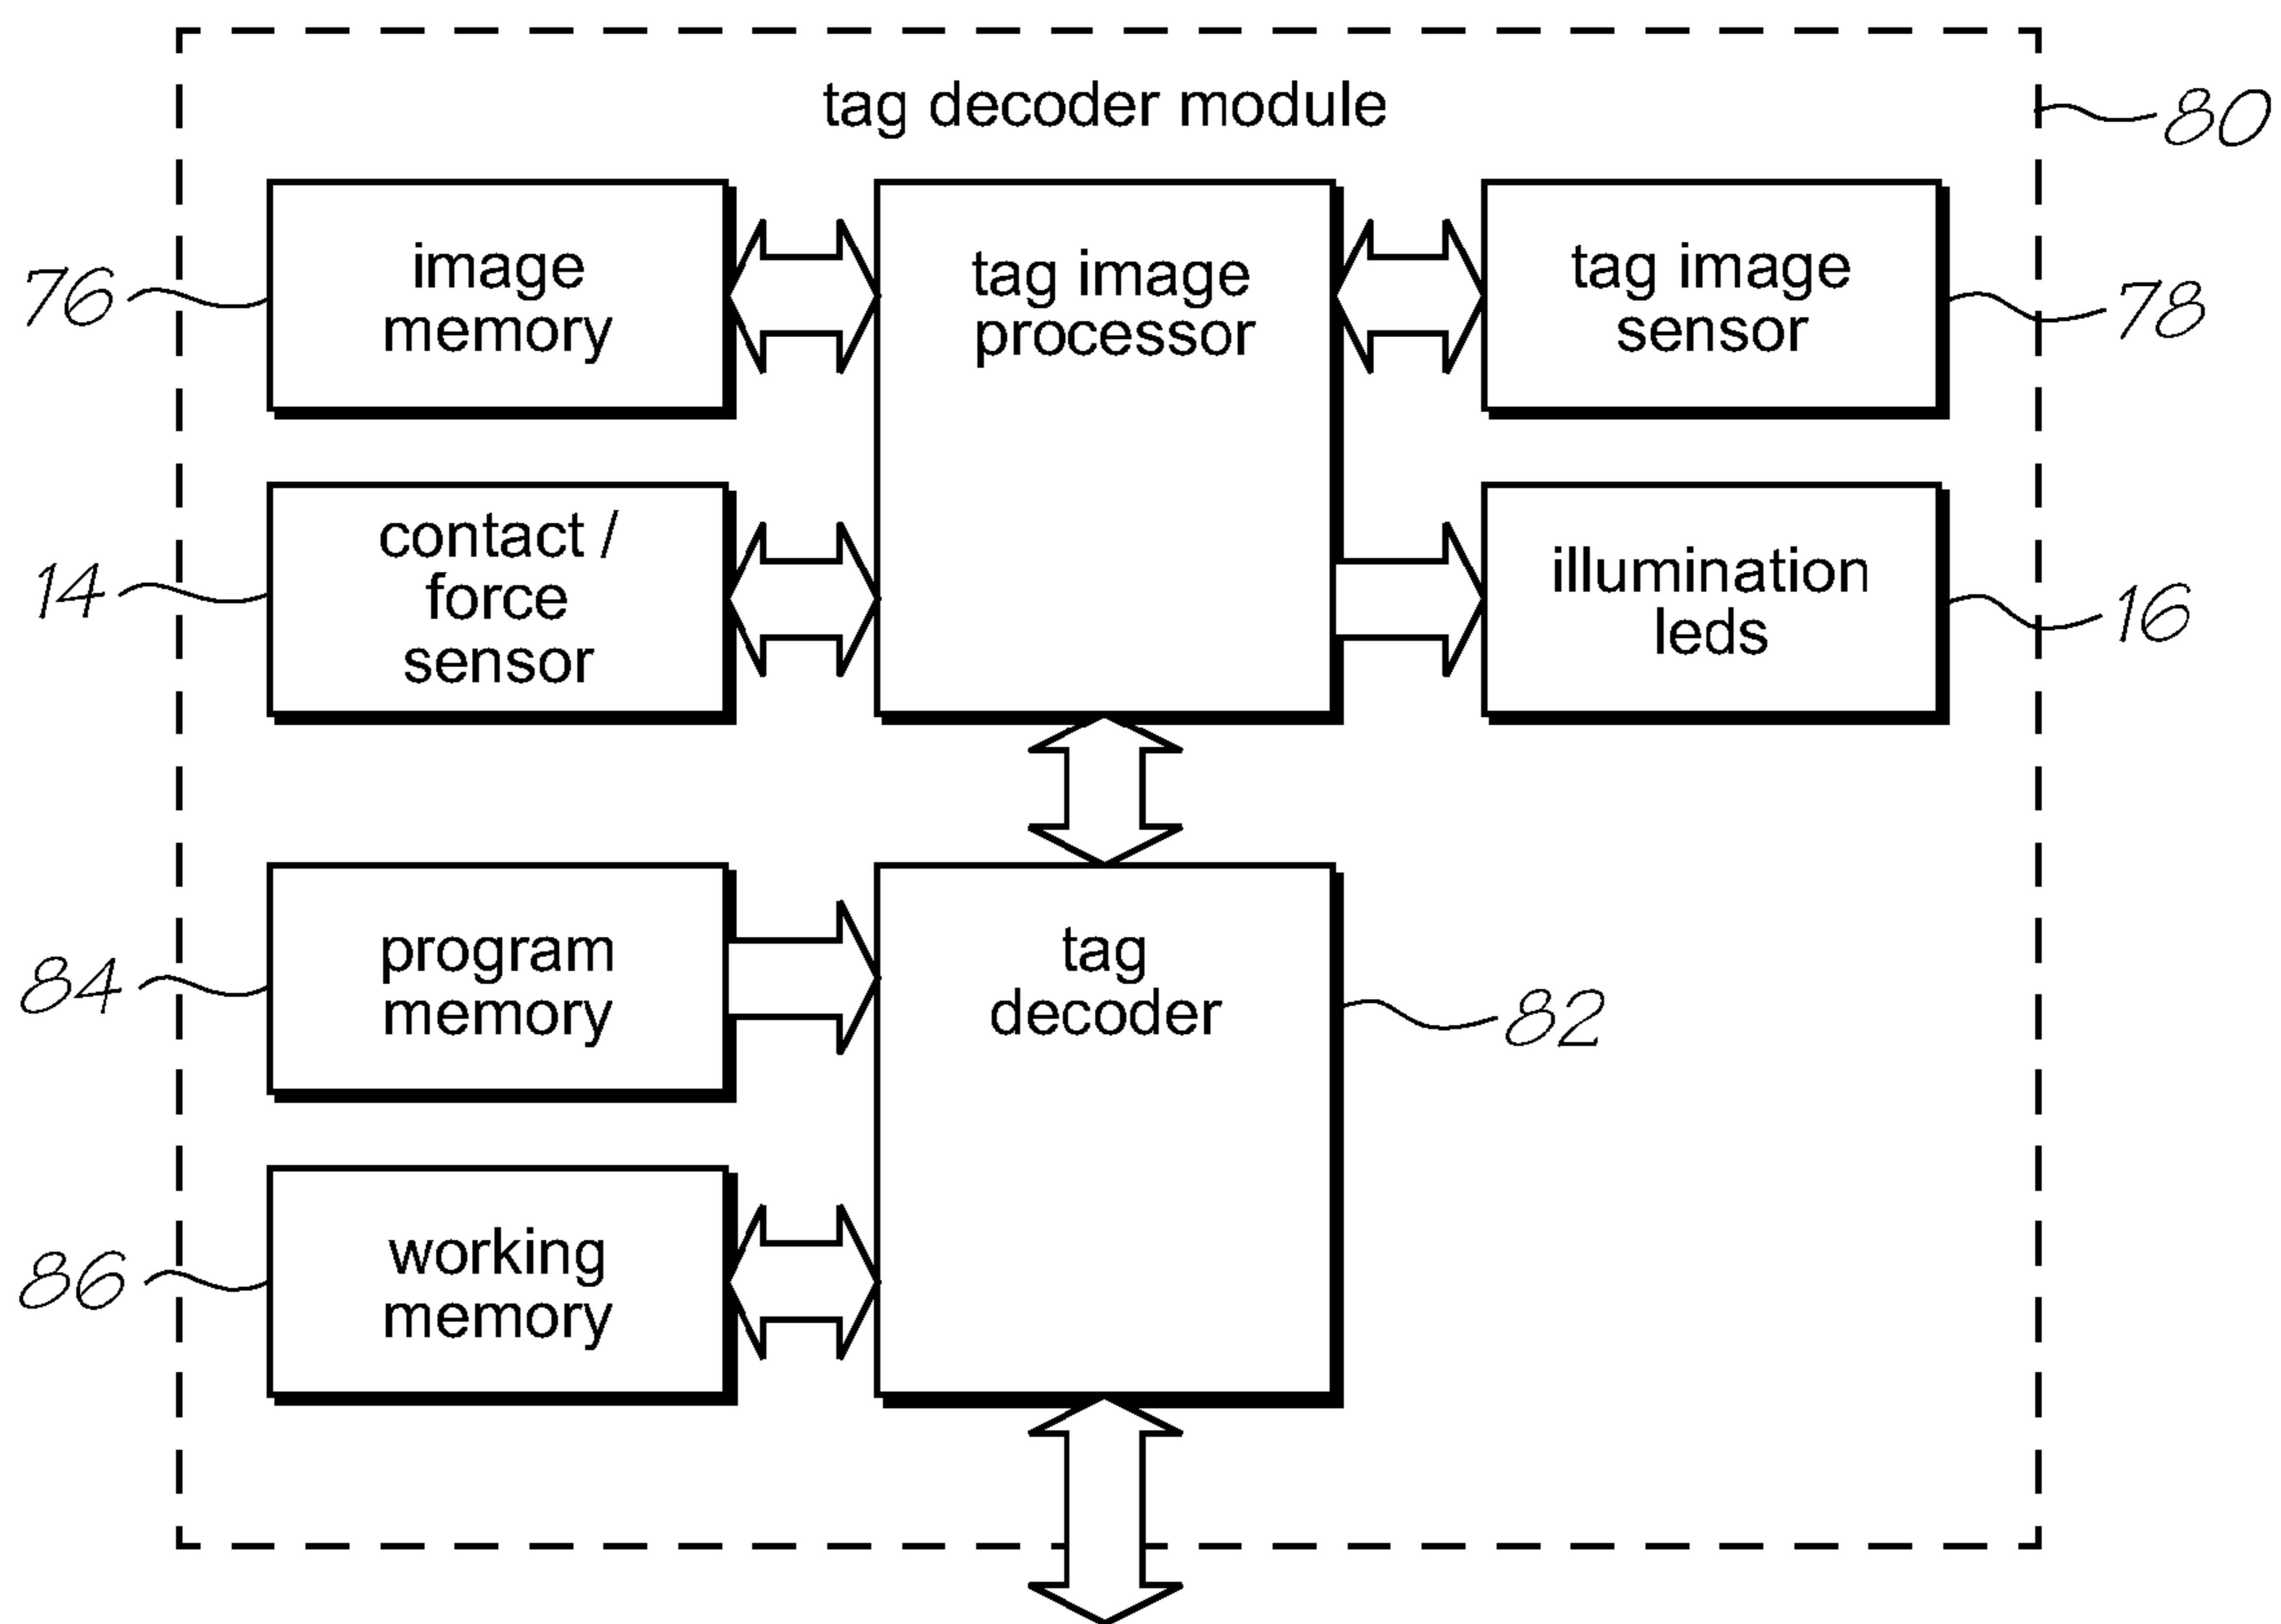 tag decoder module
80
image
memory
76
tag image
processor
tag image
sensor
78
contact /
force
sensor
14
illumination
leds
16
program
memory
84
tag
decoder
82
working
memory
86